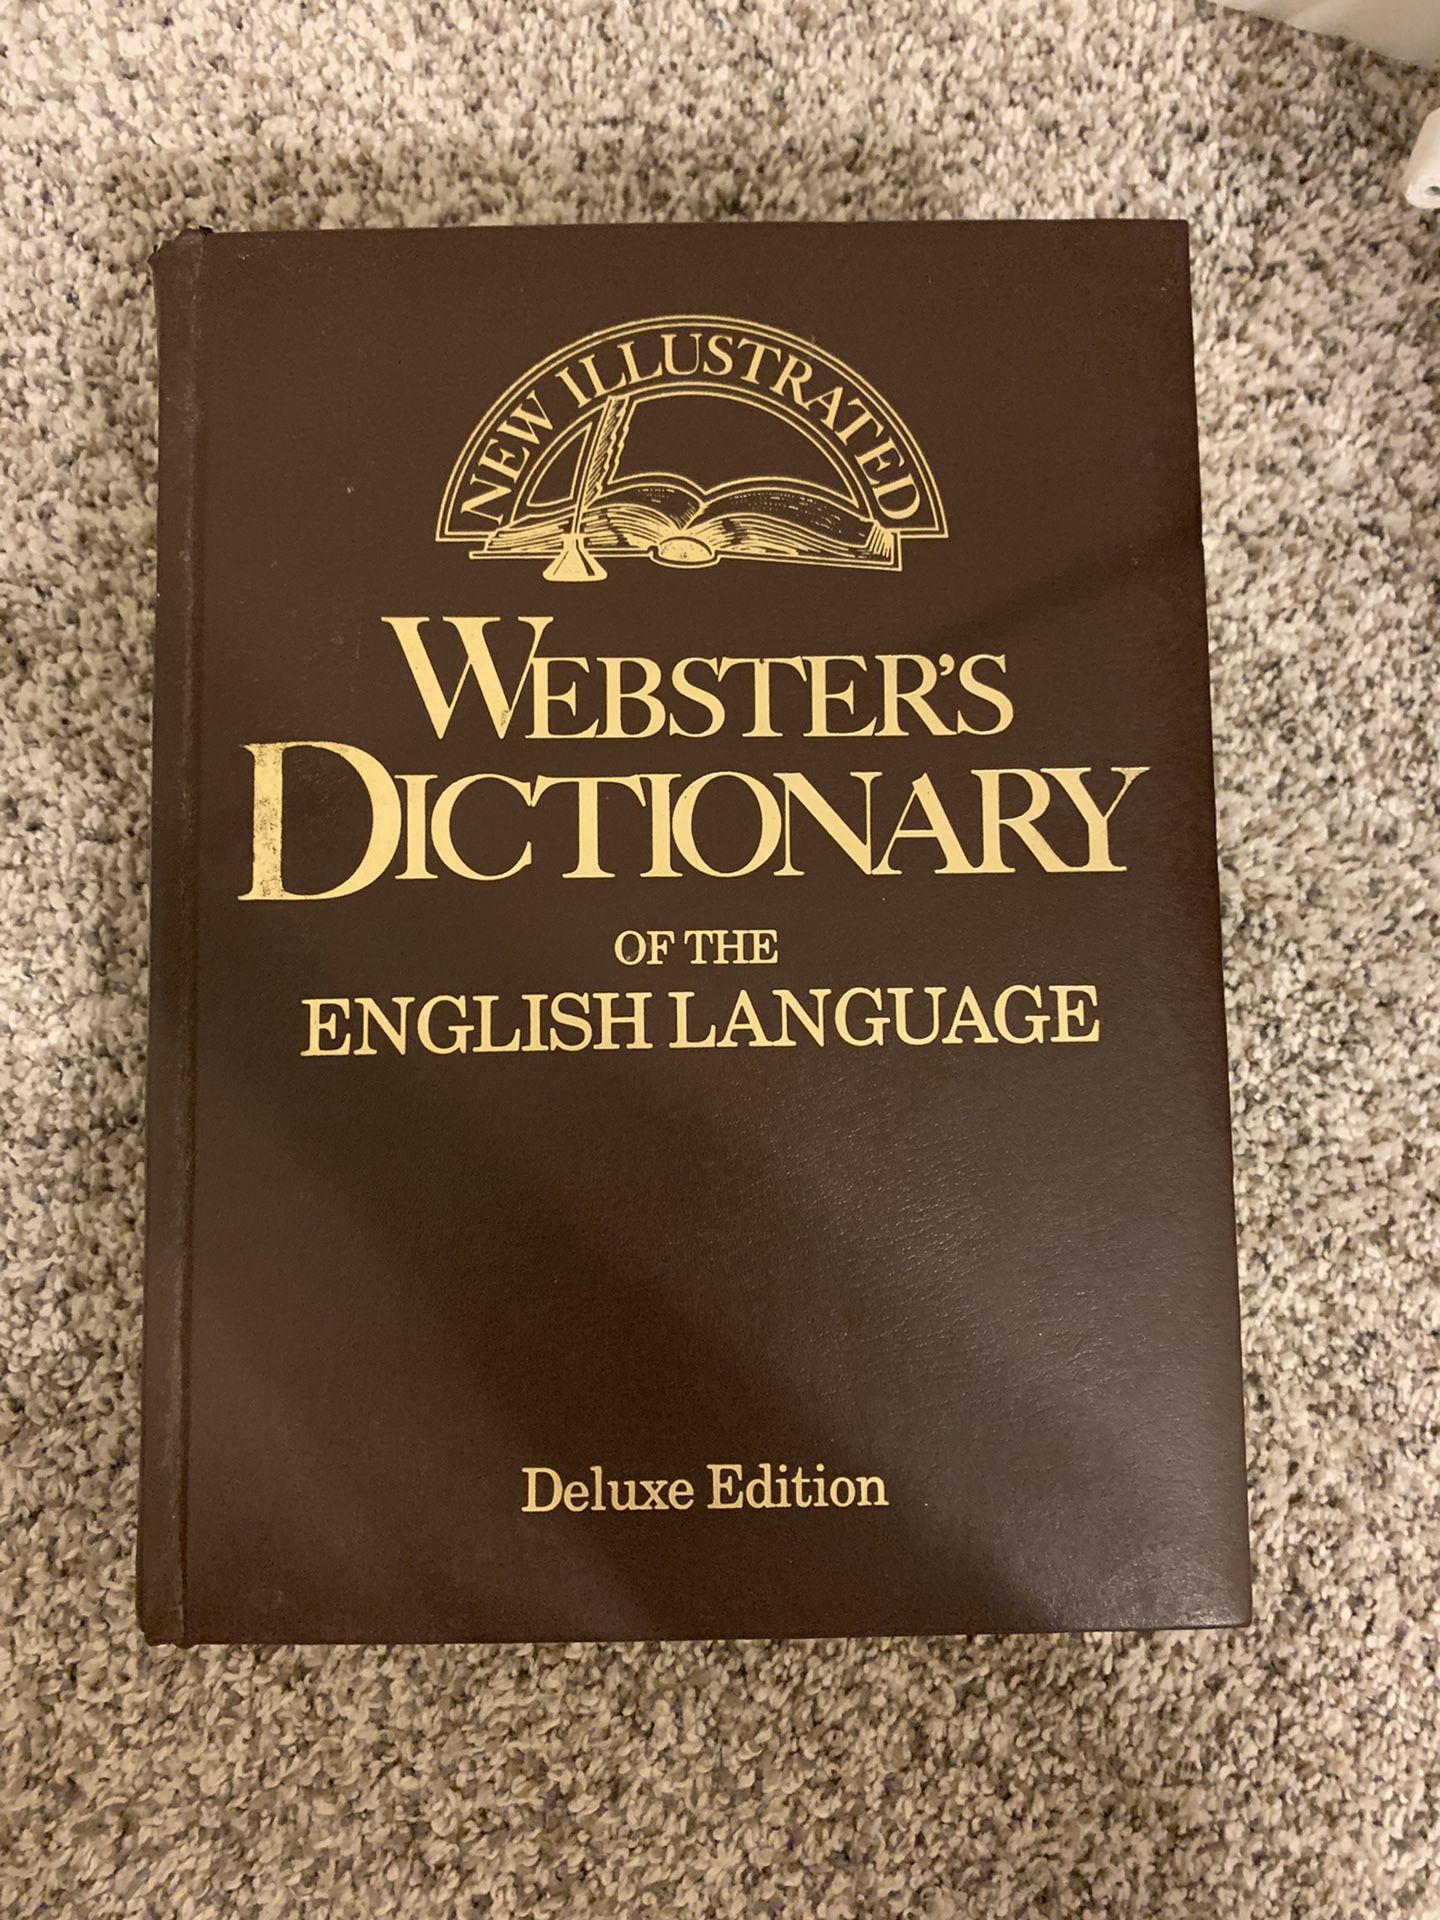 NEW ILLUSTRATED
WEBSTER'S
DICTIONARY
OF THE
ENGLISH LANGUAGE
Deluxe Edition